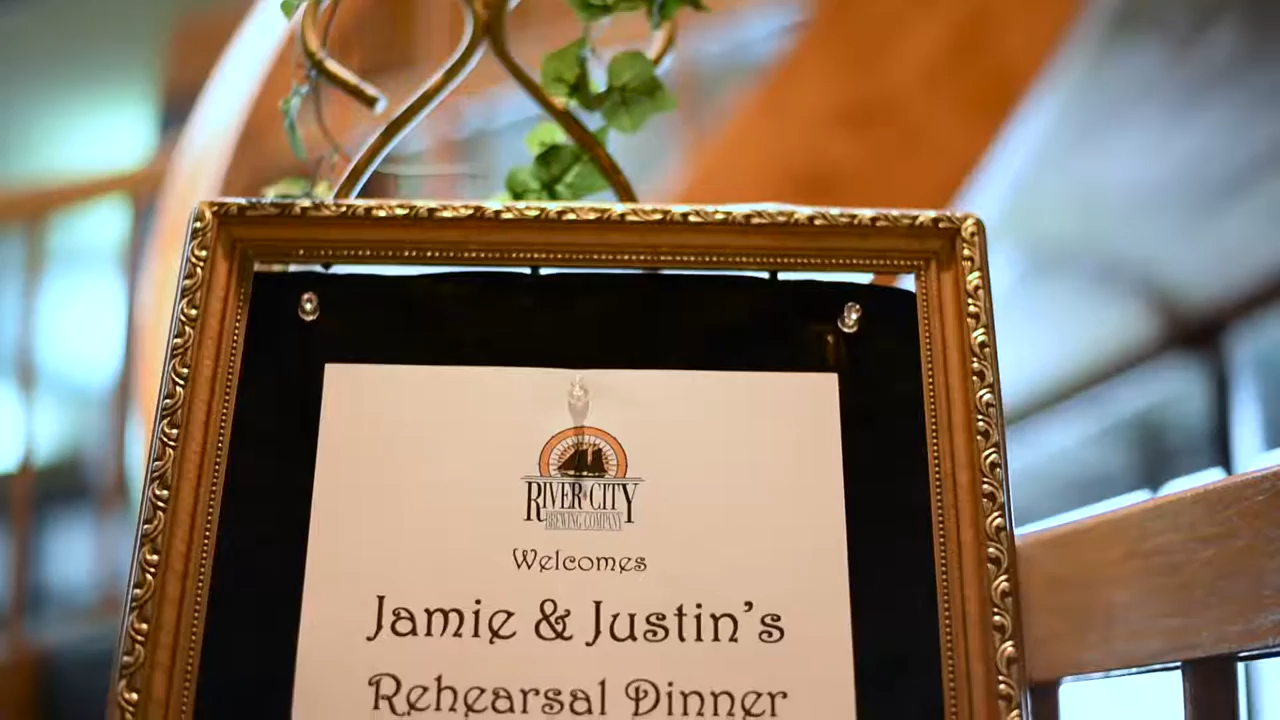 RIVER CITY
BREWING COMPANY
Welcomes
Jamie & Justin's
Rehearsal Dinner